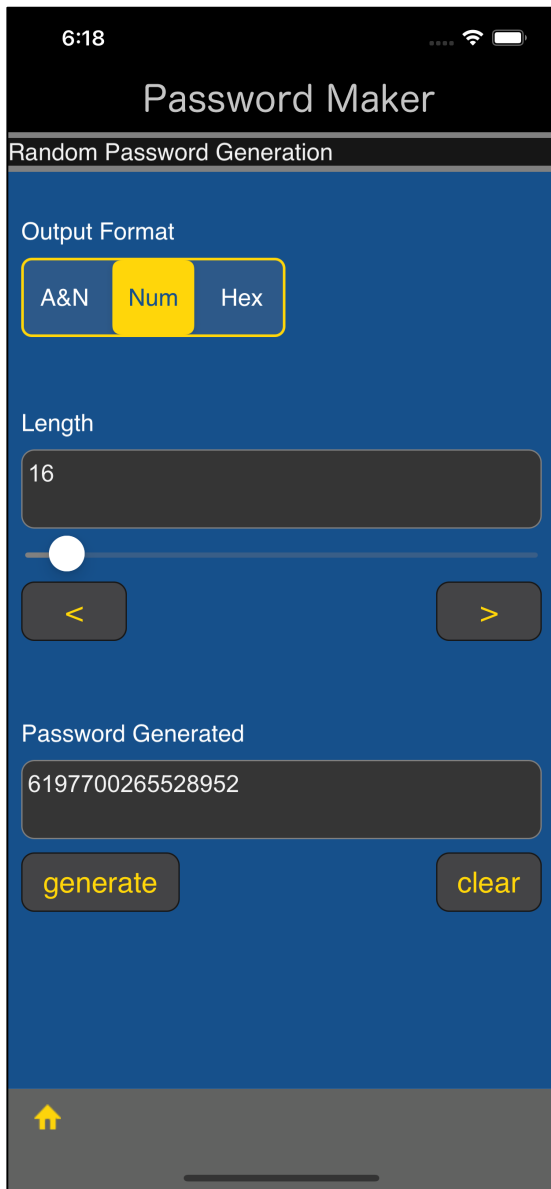 6:18
Password Maker
Random Password Generation
Output Format
A&N Num Hex
Length
16
< >
Password Generated
6197700265528952
generate clear